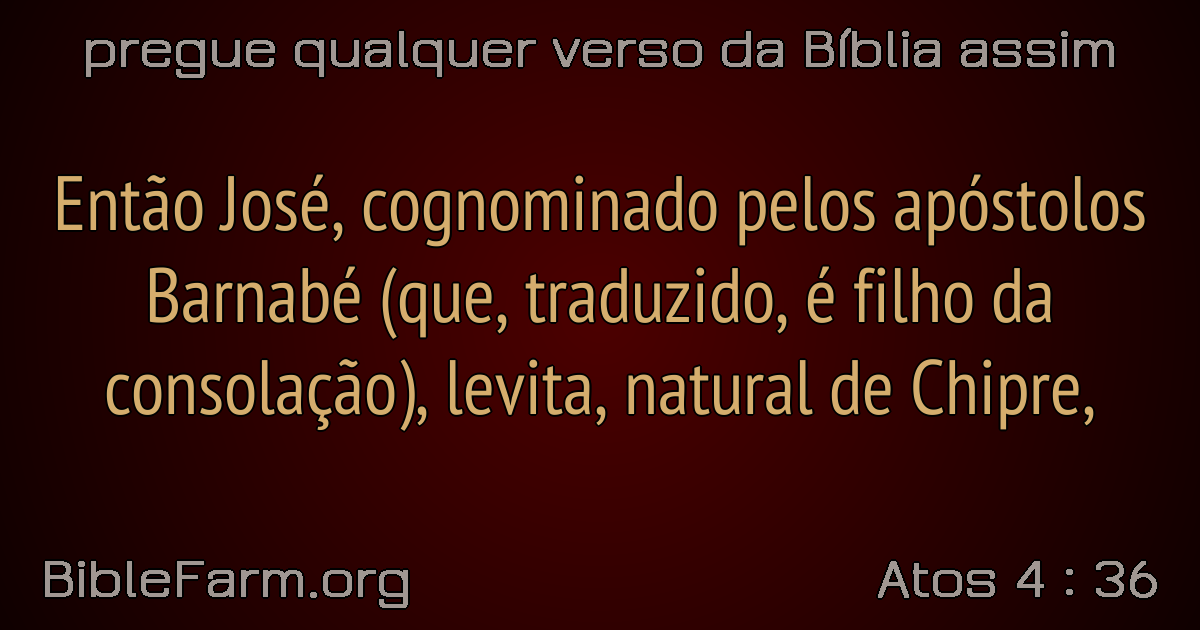 pregue qualquer verso da Bíblia assim
Então José, cognominado pelos apóstolos
Barnabé (que, traduzido, é filho da
consolação), levita, natural de Chipre,
BibleFarm.org
Atos 4 : 36